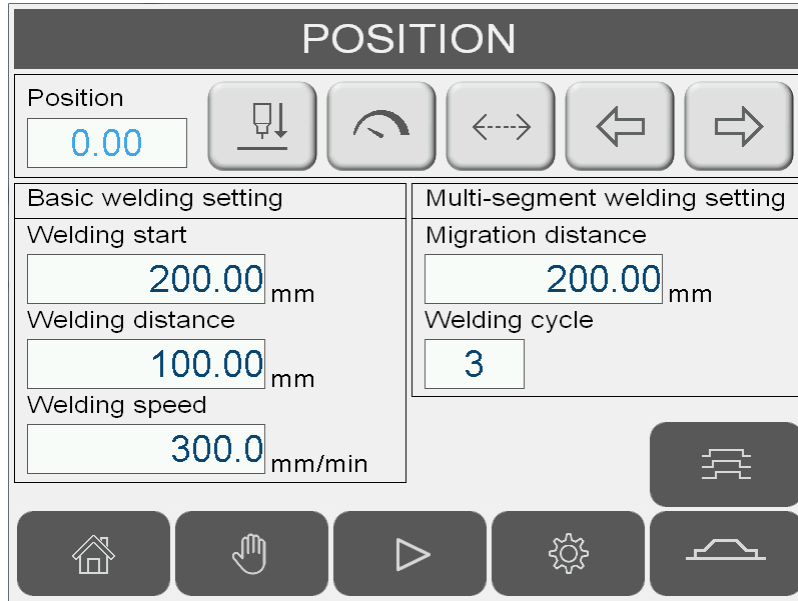 POSITION
Position
0.00
Basic welding setting
Welding start
200.00 mm
Welding distance
100.00 mm
Welding speed
300.0 mm/min
Multi-segment welding setting
Migration distance
200.00 mm
Welding cycle
3